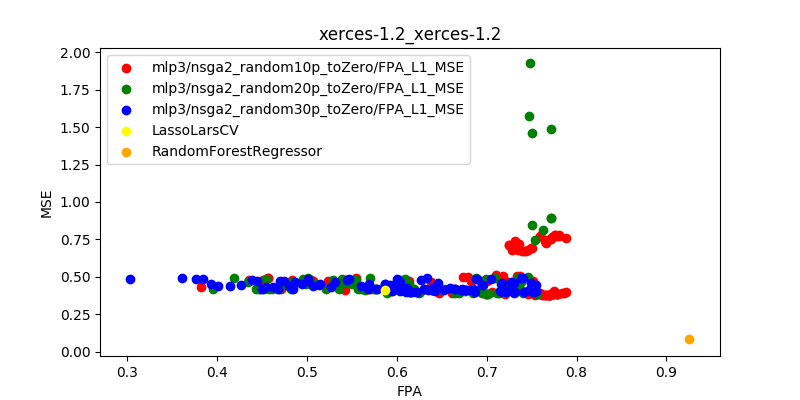 xerces-1.2_xerces-1.2
2.00
1.75
1.50
1.25
1.00
0.75
0.50
0.25
0.00
MSE
mlp3/nsga2_random10p_toZero/FPA_L1_MSE
mlp3/nsga2_random20p_toZero/FPA_L1_MSE
mlp3/nsga2_random30p_toZero/FPA_L1_MSE
LassoLarsCV
RandomForestRegressor
0.3 0.4 0.5 0.6 0.7 0.8 0.9
FPA